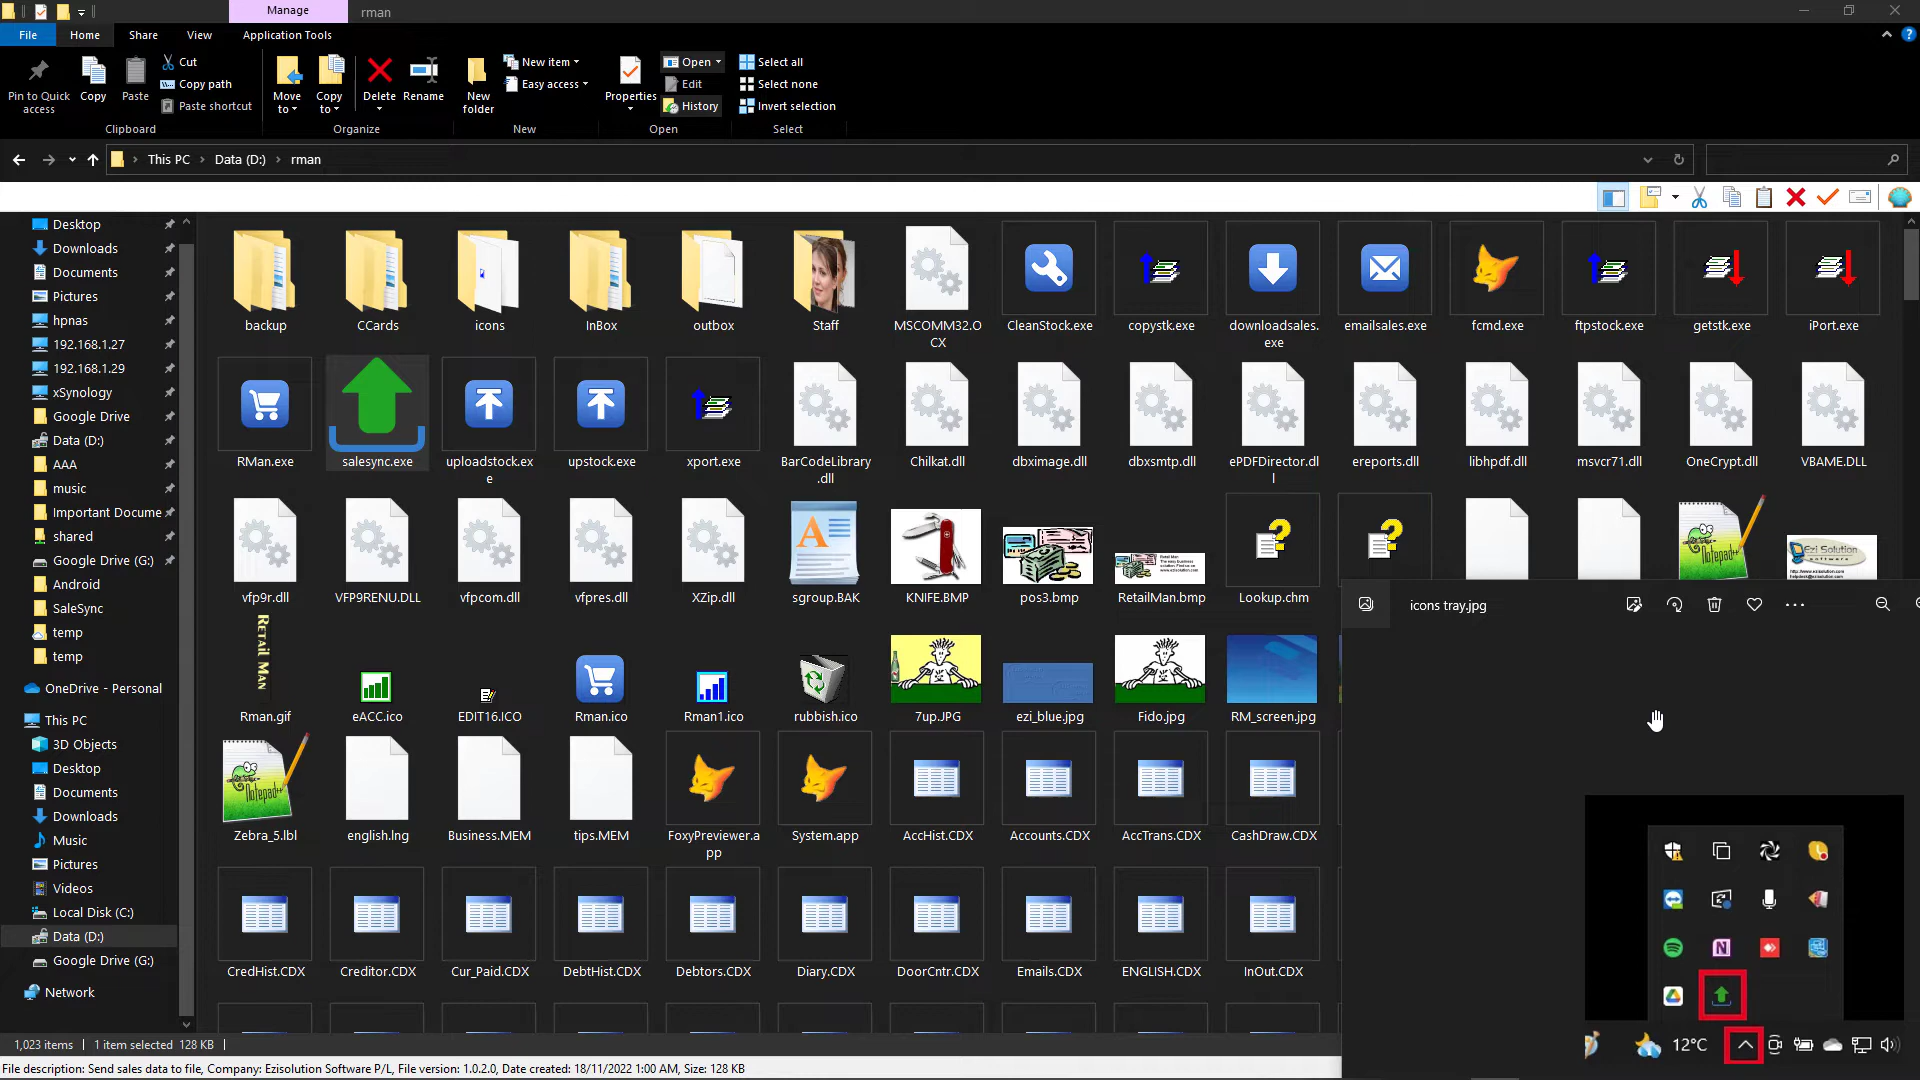 Manage
rman
File
Home
Share
View
Application Tools
Pin to Quick access
Copy
Paste
Cut
Copy path
Paste shortcut
Move to
Copy to
Delete
Rename
New folder
New item
Easy access
Properties
Open
Edit
History
Select all
Select none
Invert selection
Clipboard
Organize
New
Open
Select
This PC
Data (D:)
rman
Desktop
Downloads
Documents
Pictures
hpnas
192.168.1.27
192.168.1.29
xSynology
Google Drive
Data (D:)
AAA
music
Important Docume
shared
Google Drive (G:)
Android
SaleSync
temp
temp
OneDrive - Personal
This PC
3D Objects
Desktop
Documents
Downloads
Music
Pictures
Videos
Local Disk (C:)
Data (D:)
Google Drive (G:)
Network
backup
CCards
icons
InBox
outbox
Staff
MSCOMM32.OCX
CleanStock.exe
copystk.exe
downloadsales.exe
emailsales.exe
fcmd.exe
ftpstock.exe
getstk.exe
iPort.exe
RMan.exe
salesync.exe
uploadstock.exe
upstock.exe
xport.exe
BarCodeLibrary.dll
Chilkat.dll
dbximage.dll
dbxsmtp.dll
ePDFDirector.dll
ereports.dll
libhpdf.dll
msvcr71.dll
OneCrypt.dll
VBAME.DLL
vfp9r.dll
VFP9RENU.DLL
vfpcom.dll
vfpres.dll
XZip.dll
sgroup.BAK
KNIFE.BMP
pos3.bmp
RetailMan.bmp
Lookup.chm
Notepad++
Ezi Solution
software
RETAIL MAN
Rman.gif
eACC.ico
EDIT16.ICO
Rman.ico
Rman1.ico
rubbish.ico
7up.JPG
ezi_blue.jpg
Fido.jpg
RM_screen.jpg
Notepad++
Zebra_5.lbl
english.lng
Business.MEM
tips.MEM
FoxyPreviewer.app
System.app
AccHist.CDX
Accounts.CDX
AccTrans.CDX
CashDraw.CDX
CredHist.CDX
Creditor.CDX
Cur_Paid.CDX
DebtHist.CDX
Debtors.CDX
Diary.CDX
DoorCntr.CDX
Emails.CDX
ENGLISH.CDX
InOut.CDX
icons tray.jpg
12°C
1,023 items
1 item selected 128 KB
File description: Send sales data to file, Company: Ezisolution Software P/L, File version: 1.0.2.0, Date created: 18/11/2022 1:00 AM, Size: 128 KB